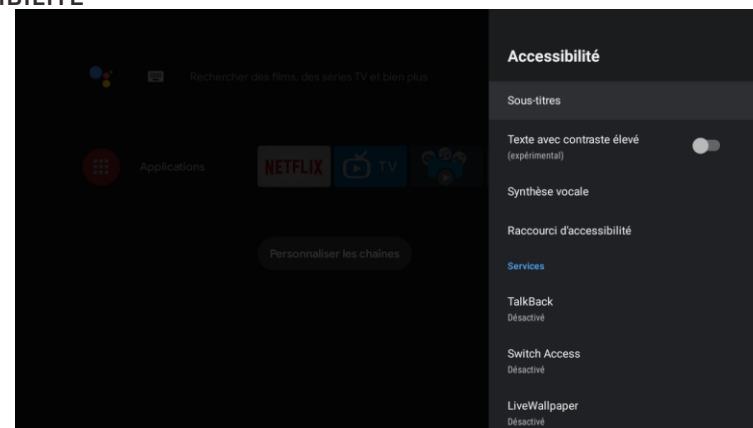 Accessibilité
Rechercher des films, des séries TV et bien plus
Sous-titres
Texte avec contraste élevé
(expérimental)
Applications
NETFLIX
TV
Synthèse vocale
Raccourci d'accessibilité
Personnaliser les chaînes
Services
TalkBack
Désactivé
Switch Access
Désactivé
LiveWallpaper
Désactivé